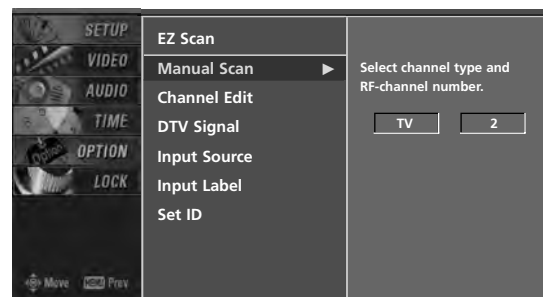 SETUP
VIDEO
AUDIO
TIME
OPTION
LOCK
Move Prev
EZ Scan
Manual Scan
Channel Edit
DTV Signal
Input Source
Input Label
Set ID
Select channel type and
RF-channel number.
TV 2